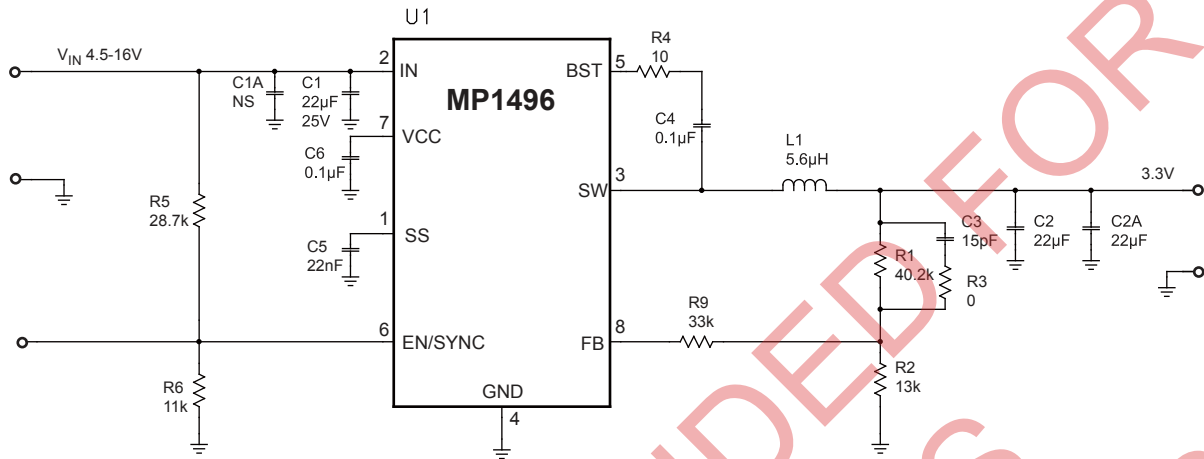 U1
V_IN 4.5-16V
C1A
NS
C1
22µF
25V
2
IN
MP1496
BST
5
R4
10
7
VCC
C6
0.1µF
C4
0.1µF
L1
5.6µH
3
SW
3.3V
R5
28.7k
1
SS
C5
22nF
C3
15pF
C2
22µF
C2A
22µF
R1
40.2k
R3
0
R9
33k
6
EN/SYNC
FB
8
R6
11k
R2
13k
GND
4
NDED FOR
S